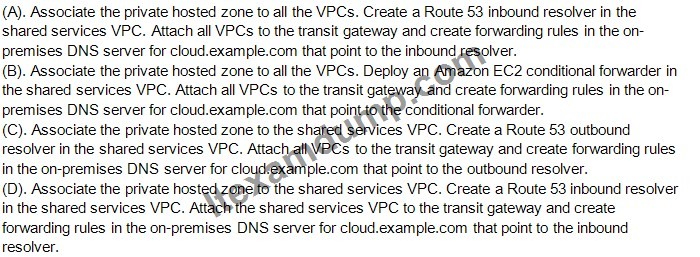 (A). Associate the private hosted zone to all the VPCs. Create a Route 53 inbound resolver in the
shared services VPC. Attach all VPCs to the transit gateway and create forwarding rules in the on-
premises DNS server for cloud.example.com that point to the inbound resolver.
(B). Associate the private hosted zone to all the VPCs. Deploy an Amazon EC2 conditional forwarder in
the shared services VPC. Attach all VPCs to the transit gateway and create forwarding rules in the on-
premises DNS server for cloud.example.com that point to the conditional forwarder.
(C). Associate the private hosted zone to the shared services VPC. Create a Route 53 outbound
resolver in the shared services VPC. Attach all VPCs to the transit gateway and create forwarding rules
in the on-premises DNS server for cloud.example.com that point to the outbound resolver.
(D). Associate the private hosted zone to the shared services VPC. Create a Route 53 inbound resolver
in the shared services VPC. Attach the shared services VPC to the transit gateway and create
forwarding rules in the on-premises DNS server for cloud.example.com that point to the inbound
resolver.
Itexamdump.com